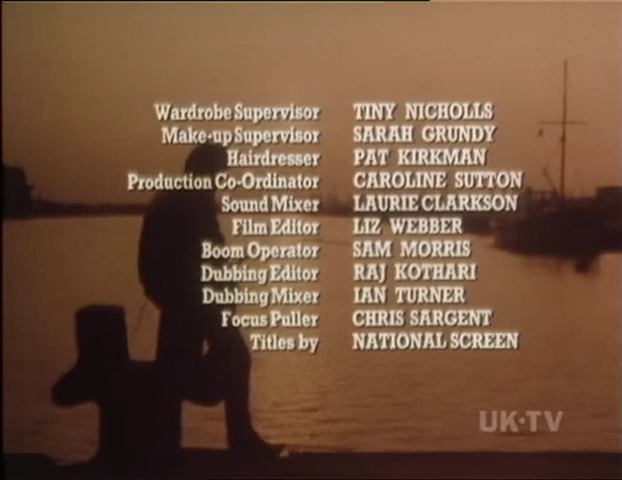 Wardrobe Supervisor TINY NICHOLLS
Make-up Supervisor SARAH GRUNDY
Hairdresser PAT KIRKMAN
Production Co-Ordinator CAROLINE SUTTON
Sound Mixer LAURIE CLARKSON
Film Editor LIZ WEBBER
Boom Operator SAM MORRIS
Dubbing Editor RAJ KOTHARI
Dubbing Mixer IAN TURNER
Focus Puller CHRIS SARGENT
Titles by NATIONAL SCREEN
UK·TV